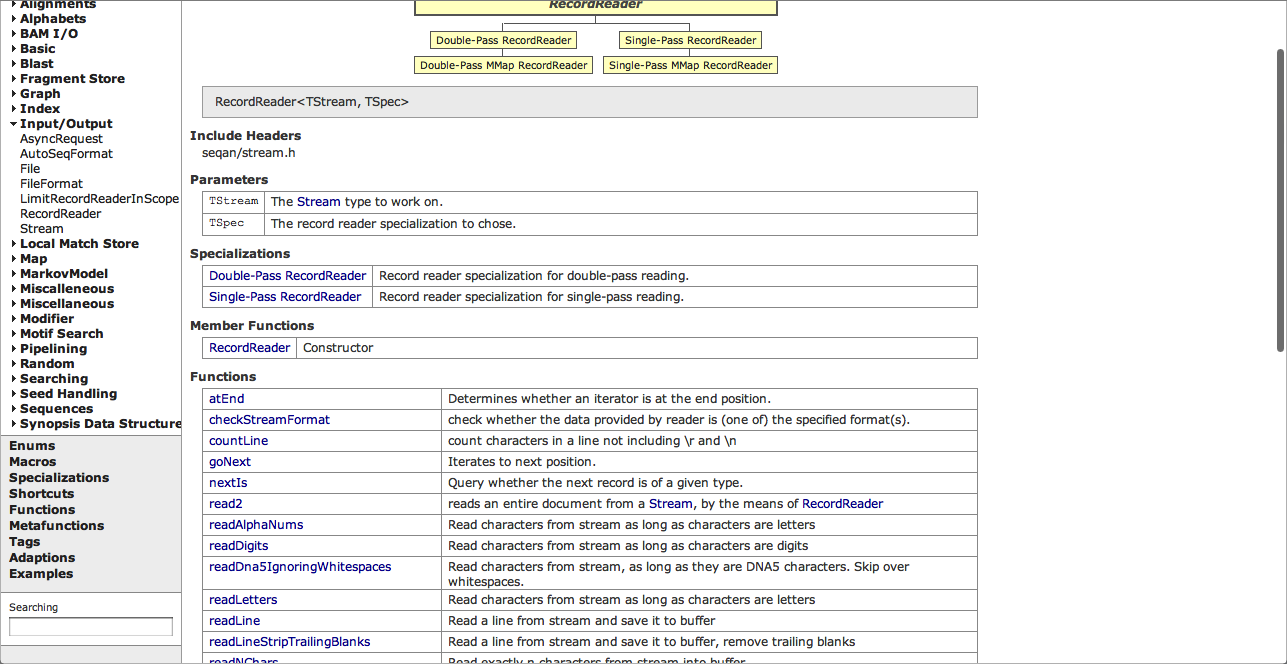 Alignments
Alphabets
BAM I/O
Basic
Blast
Fragment Store
Graph
Index
Input/Output
AsyncRequest
AutoSeqFormat
File
FileFormat
LimitRecordReaderInScope
RecordReader
Stream
Local Match Store
Map
MarkovModel
Miscalleneous
Miscellaneous
Modifier
Motif Search
Pipelining
Random
Searching
Seed Handling
Sequences
Synopsis Data Structure
Enums
Macros
Specializations
Shortcuts
Functions
Metafunctions
Tags
Adaptions
Examples
Searching
RecordReader
Double-Pass RecordReader Single-Pass RecordReader
Double-Pass MMap RecordReader Single-Pass MMap RecordReader
RecordReader<TStream, TSpec>
Include Headers
seqan/stream.h
Parameters
TStream The Stream type to work on.
TSpec The record reader specialization to chose.
Specializations
Double-Pass RecordReader Record reader specialization for double-pass reading.
Single-Pass RecordReader Record reader specialization for single-pass reading.
Member Functions
RecordReader Constructor
Functions
atEnd Determines whether an iterator is at the end position.
checkStreamFormat check whether the data provided by reader is (one of) the specified format(s).
countLine count characters in a line not including \r and \n
goNext Iterates to next position.
nextIs Query whether the next record is of a given type.
read2 reads an entire document from a Stream, by the means of RecordReader
readAlphaNums Read characters from stream as long as characters are letters
readDigits Read characters from stream as long as characters are digits
readDna5IgnoringWhitespaces Read characters from stream, as long as they are DNA5 characters. Skip over
whitespaces.
readLetters Read characters from stream as long as characters are letters
readLine Read a line from stream and save it to buffer
readLineStripTrailingBlanks Read a line from stream and save it to buffer, remove trailing blanks
readNChars Read exactly n characters from stream into buffer